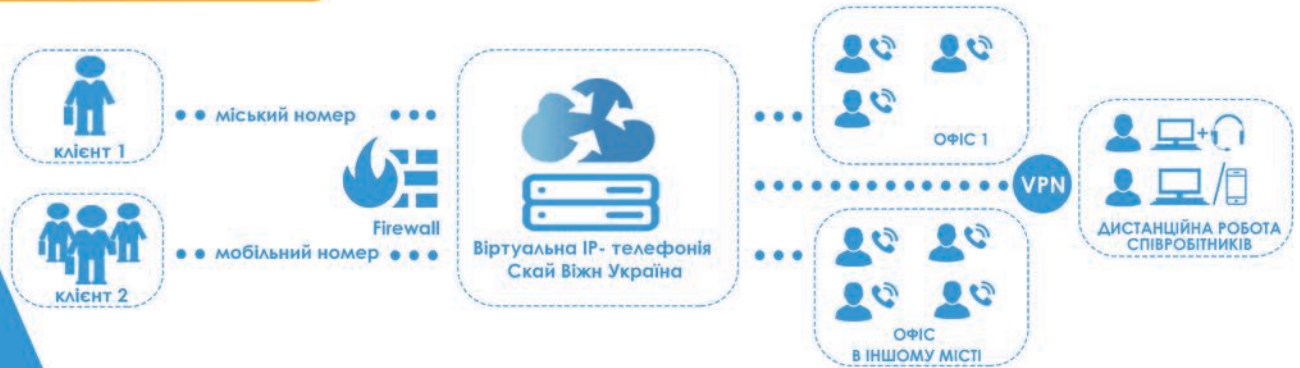 клієнт 1
міський номер
Firewall
мобільний номер
клієнт 2
Віртуальна IP- телефонія
Скай Віжн Україна
ОФІС 1
VPN
ОФІС
В ІНШОМУ МІСТІ
ДИСТАНЦІЙНА РОБОТА
СПІВРОБІТНИКІВ